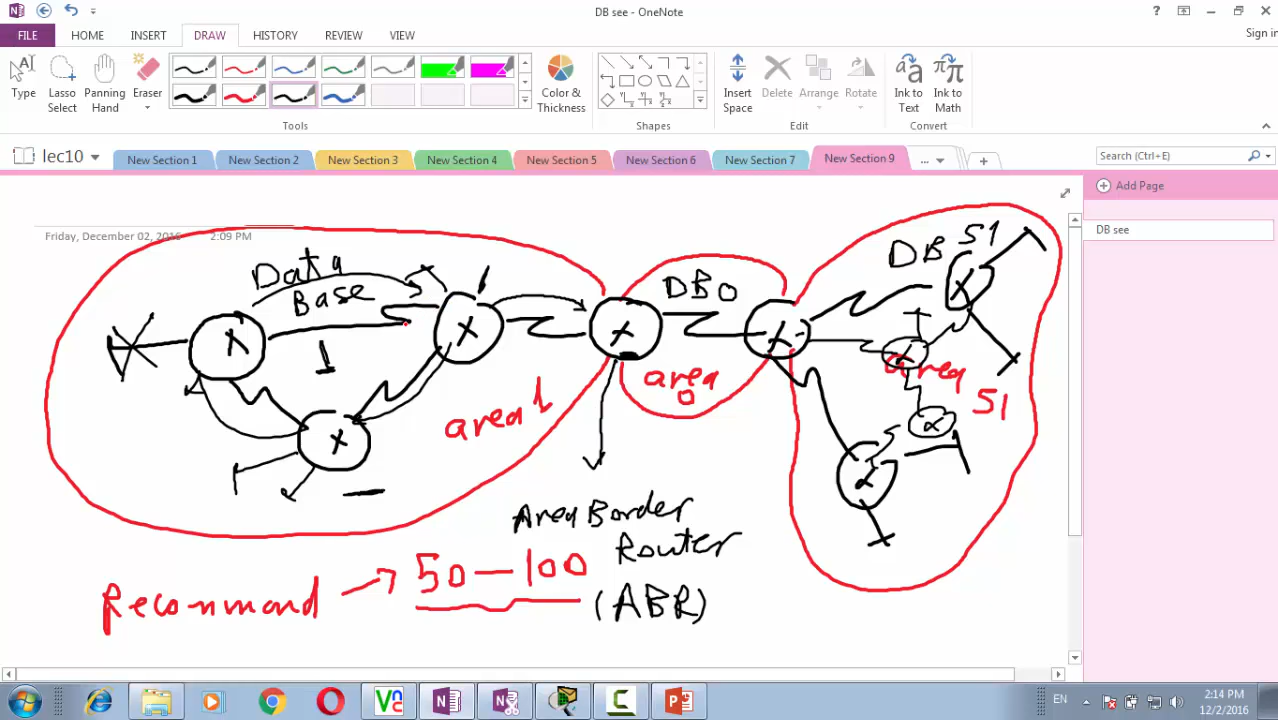 DB see - OneNote
Sign in
FILE HOME INSERT DRAW HISTORY REVIEW VIEW
Type
Lasso Select
Panning Hand
Eraser
Color & Thickness
Insert Space
Delete
Arrange
Rotate
Ink to Text
Ink to Math
Tools
Shapes
Edit
Convert
lec10
New Section 1
New Section 2
New Section 3
New Section 4
New Section 5
New Section 6
New Section 7
New Section 9
...
Search (Ctrl+E)
Add Page
DB see
Friday, December 02, 2016 2:09 PM
Data
Base
1
DB0
DB 51
area 1
area
0
area
51
Area Border
Router
(ABR)
Recommand
50-100
EN
2:14 PM
12/2/2016